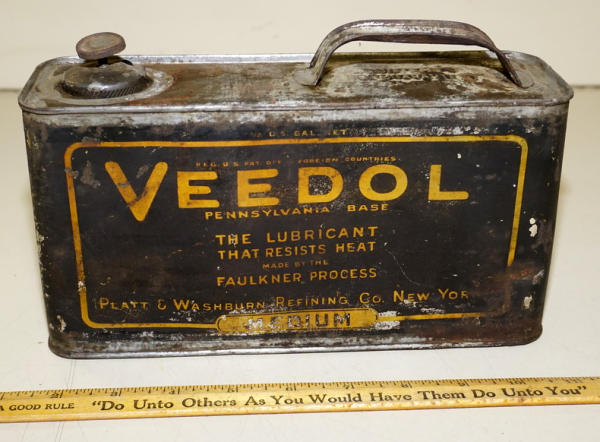 U.S. GAL. NET
REG. U.S. PAT. OFF. FOREIGN COUNTRIES.
VEEDOL
PENNSYLVANIA BASE
THE LUBRICANT
THAT RESISTS HEAT
MADE BY THE
FAULKNER PROCESS
PLATT & WASHBURN REFINING CO. NEW YOR
MEDIUM
A GOOD RULE "Do Unto Others As You Would Have Them Do Unto You"